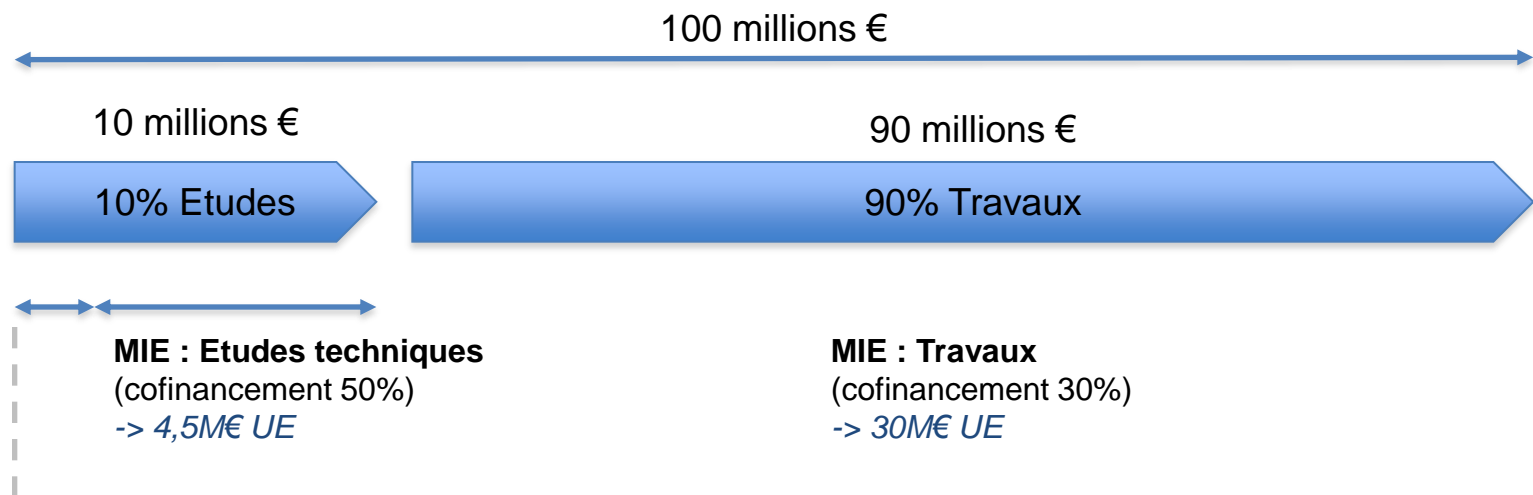 100 millions €
10 millions €
90 millions €
10% Etudes
90% Travaux
MIE : Etudes techniques
(cofinancement 50%)
-> 4,5M€ UE
MIE : Travaux
(cofinancement 30%)
-> 30M€ UE